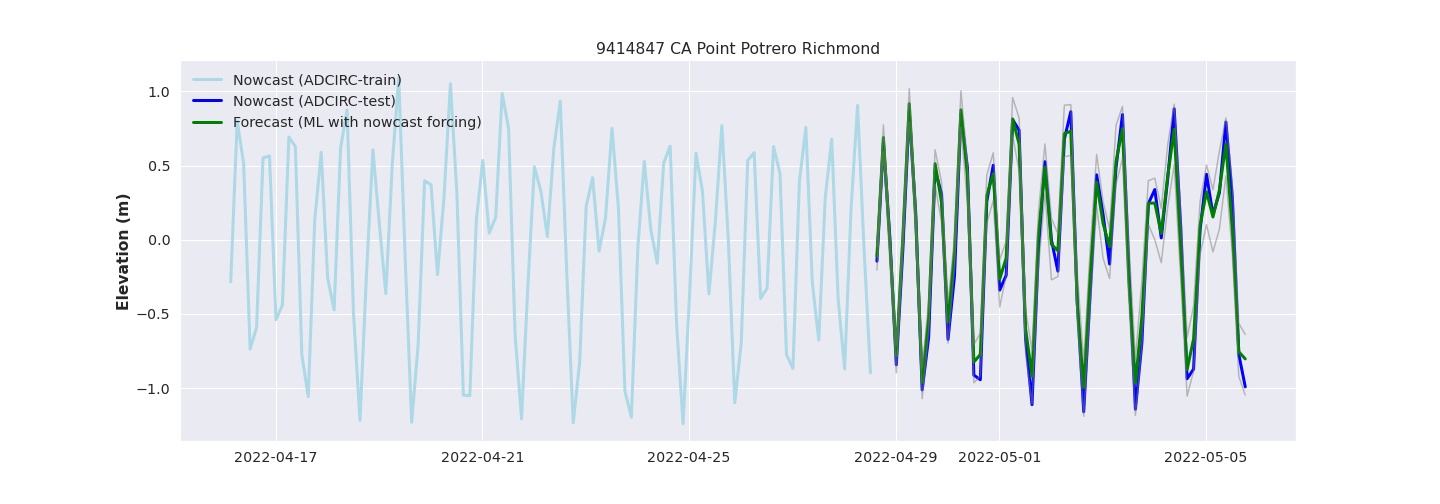 9414847 CA Point Potrero Richmond
Nowcast (ADCIRC-train)
Nowcast (ADCIRC-test)
Forecast (ML with nowcast forcing)
Elevation (m)
1.0
0.5
0.0
−0.5
−1.0
2022-04-17
2022-04-21
2022-04-25
2022-04-29
2022-05-01
2022-05-05